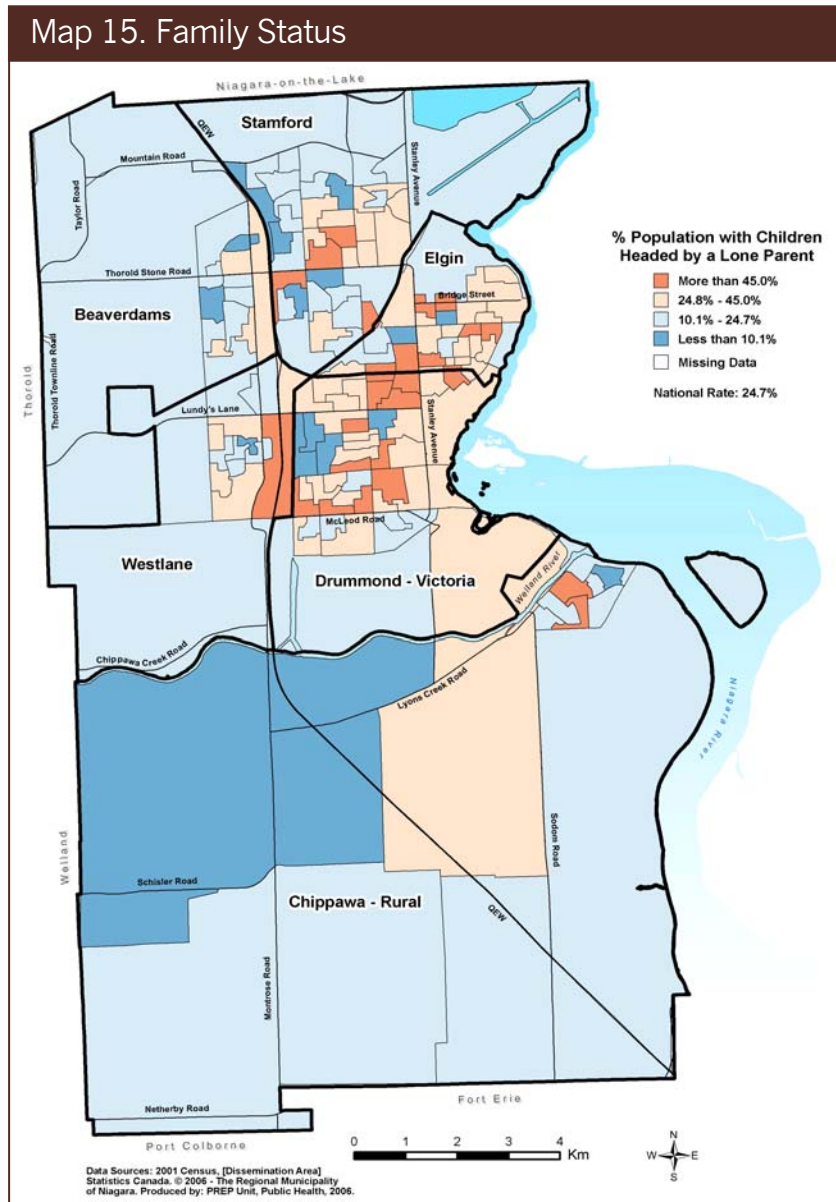 Map 15. Family Status
Niagara-on-the-Lake
Stamford
QEW
Mountain Road
Taylor Road
Stanley Avenue
% Population with Children
Headed by a Lone Parent
More than 45.0%
24.8% - 45.0%
10.1% - 24.7%
Less than 10.1%
Missing Data
National Rate: 24.7%
Elgin
Thorold Stone Road
Bridge Street
Beaverdams
Thorold
Thorold Townline Road
Lundy's Lane
Stanley Avenue
McLeod Road
Westlane
Drummond - Victoria
Welland River
Chippawa Creek Road
Lyons Creek Road
Niagara River
Welland
Sodom Road
Schisler Road
Chippawa - Rural
QEW
Montrose Road
Netherby Road
Fort Erie
Port Colborne
0 1 2 3 4
Km
N
W E
S
Data Sources: 2001 Census, [Dissemination Area]
Statistics Canada. © 2006 - The Regional Municipality
of Niagara. Produced by: PREP Unit, Public Health, 2006.